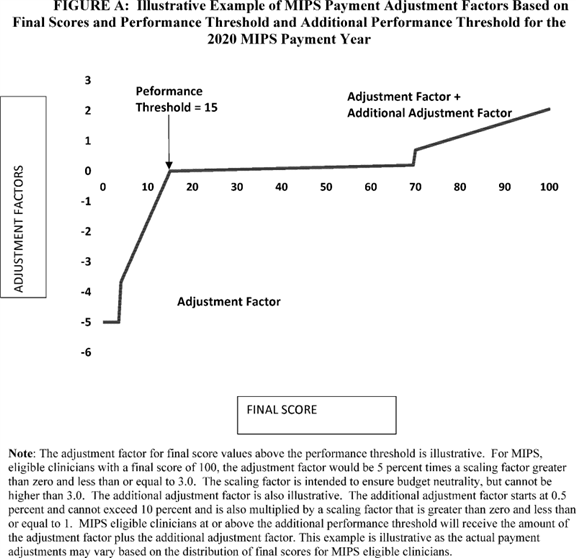 FIGURE A: Illustrative Example of MIPS Payment Adjustment Factors Based on
Final Scores and Performance Threshold and Additional Performance Threshold for the
2020 MIPS Payment Year
3
2
1
0
-1
-2
-3
-4
-5
-6
Peformance
Threshold = 15
Adjustment Factor +
Additional Adjustment Factor
0 10 20 30 40 50 60 70 80 90 100
ADJUSTMENT FACTORS
Adjustment Factor
FINAL SCORE
Note: The adjustment factor for final score values above the performance threshold is illustrative. For MIPS,
eligible clinicians with a final score of 100, the adjustment factor would be 5 percent times a scaling factor greater
than zero and less than or equal to 3.0. The scaling factor is intended to ensure budget neutrality, but cannot be
higher than 3.0. The additional adjustment factor is also illustrative. The additional adjustment factor starts at 0.5
percent and cannot exceed 10 percent and is also multiplied by a scaling factor that is greater than zero and less than
or equal to 1. MIPS eligible clinicians at or above the additional performance threshold will receive the amount of
the adjustment factor plus the additional adjustment factor. This example is illustrative as the actual payment
adjustments may vary based on the distribution of final scores for MIPS eligible clinicians.